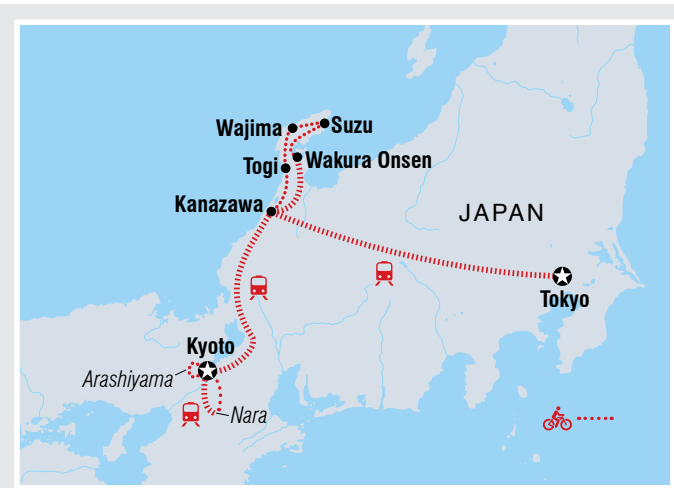 Wajima
Suzu
Togi
Wakura Onsen
Kanazawa
JAPAN
Tokyo
Kyoto
Arashiyama
Nara